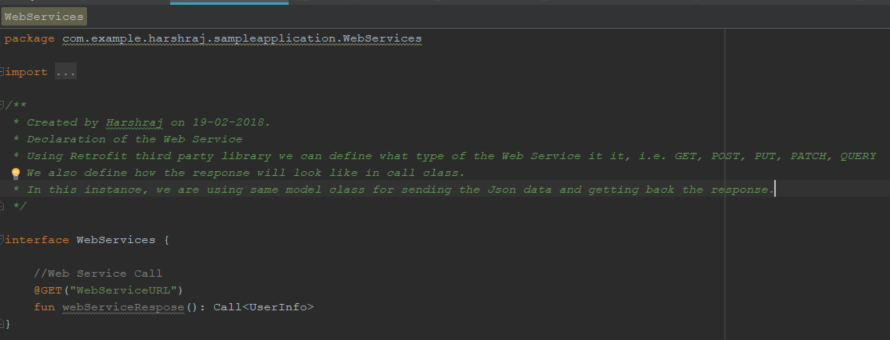 WebServices
package com.example.harshraj.sampleapplication.WebServices
import ...
/**
* Created by Harshraj on 19-02-2018.
* Declaration of the Web Service
* Using Retrofit third party library we can define what type of the Web Service it it, i.e. GET, POST, PUT, PATCH, QUERY
* We also define how the response will look like in call class.
* In this instance, we are using same model class for sending the Json data and getting back the response.
*/
interface WebServices {
//Web Service Call
@GET("WebServiceURL")
fun webServiceRespose(): Call<UserInfo>
}